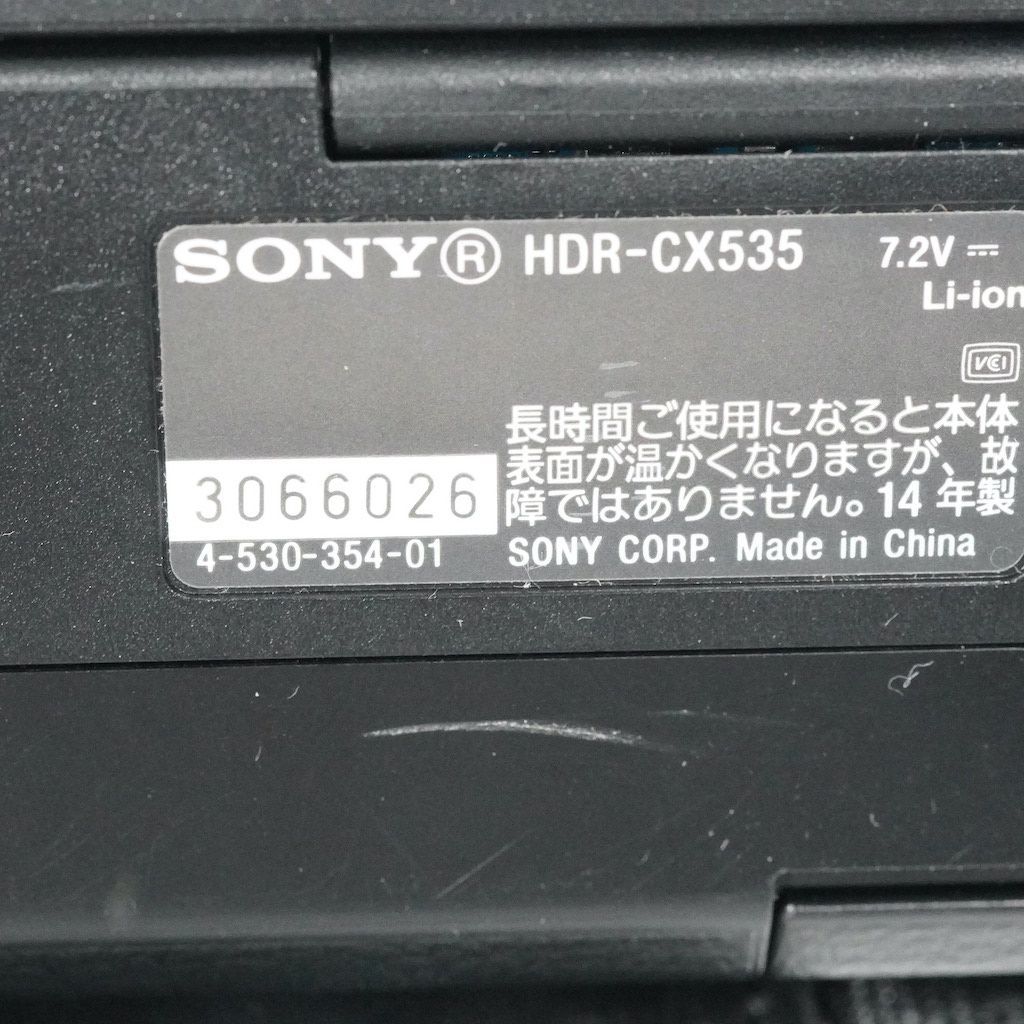 SONY® HDR-CX535 7.2V ⎓
Li-ion
VCCI
長時間ご使用になると本体
表面が温かくなりますが、故
障ではありません。14 年製
3066026
4-530-354-01
SONY CORP. Made in China